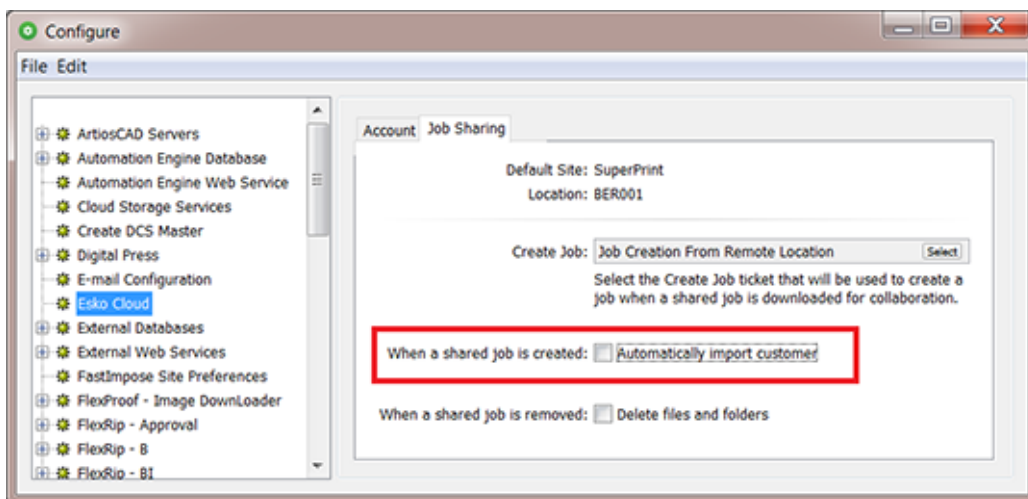 Configure
File Edit
ArtiosCAD Servers
Automation Engine Database
Automation Engine Web Service
Cloud Storage Services
Create DCS Master
Digital Press
E-mail Configuration
Esko Cloud
External Databases
External Web Services
FastImpose Site Preferences
FlexProof - Image DownLoader
FlexRip - Approval
FlexRip - B
FlexRip - BI
Account Job Sharing
Default Site: SuperPrint
Location: BER001
Create Job: Job Creation From Remote Location Select
Select the Create Job ticket that will be used to create a
job when a shared job is downloaded for collaboration.
When a shared job is created: Automatically import customer
When a shared job is removed: Delete files and folders